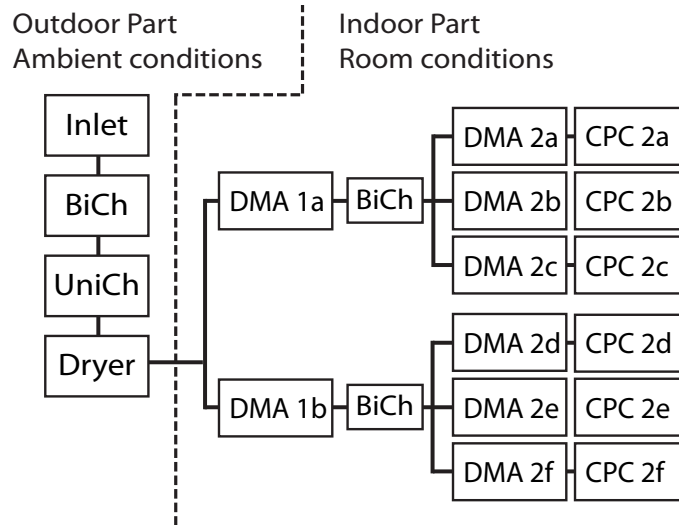 Outdoor Part
Ambient conditions
Indoor Part
Room conditions
Inlet
BiCh
UniCh
Dryer
DMA 1a
BiCh
DMA 2a
CPC 2a
DMA 2b
CPC 2b
DMA 2c
CPC 2c
DMA 1b
BiCh
DMA 2d
CPC 2d
DMA 2e
CPC 2e
DMA 2f
CPC 2f